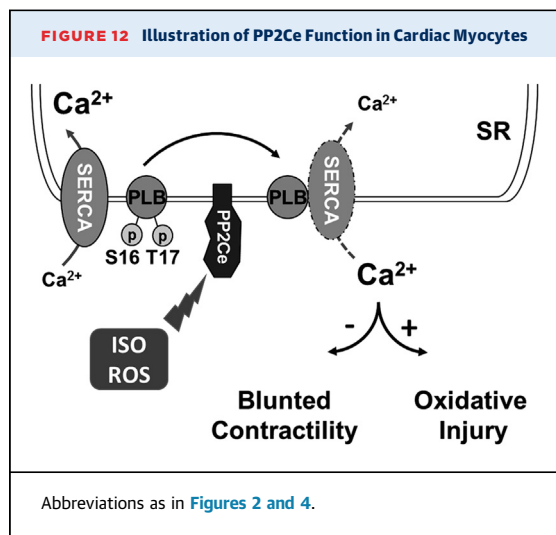 FIGURE 12 Illustration of PP2Ce Function in Cardiac Myocytes
Ca2+
Ca2+
SR
SERCA
PLB
PLB
SERCA
p
p
PP2Ce
S16 T17
Ca2+
Ca2+
ISO
ROS
-
+
Blunted
Contractility
Oxidative
Injury
Abbreviations as in Figures 2 and 4.